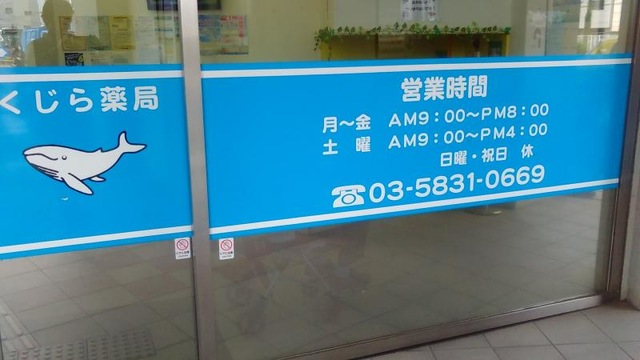 くじら薬局
営業時間
月〜金 AM9：00〜PM8：00
土 曜 AM9：00〜PM4：00
日曜・祝日 休
☎03-5831-0669